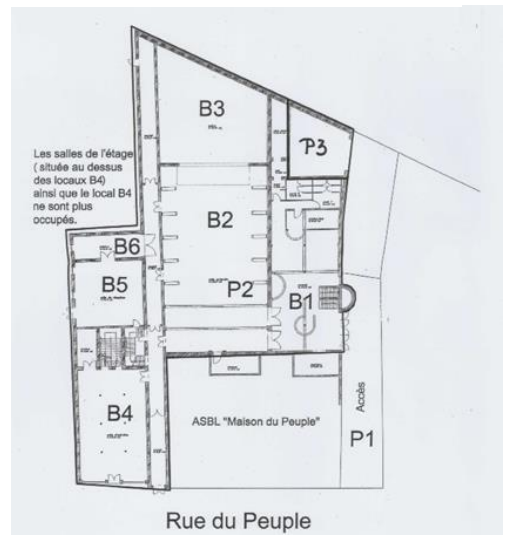 B3
P3
Les salles de l'étage
( située au dessus
des locaux B4)
ainsi que le local B4
ne sont plus
occupés.
B2
B6
B5
P2
B1
B4
ASBL "Maison du Peuple"
Accès
P1
Rue du Peuple